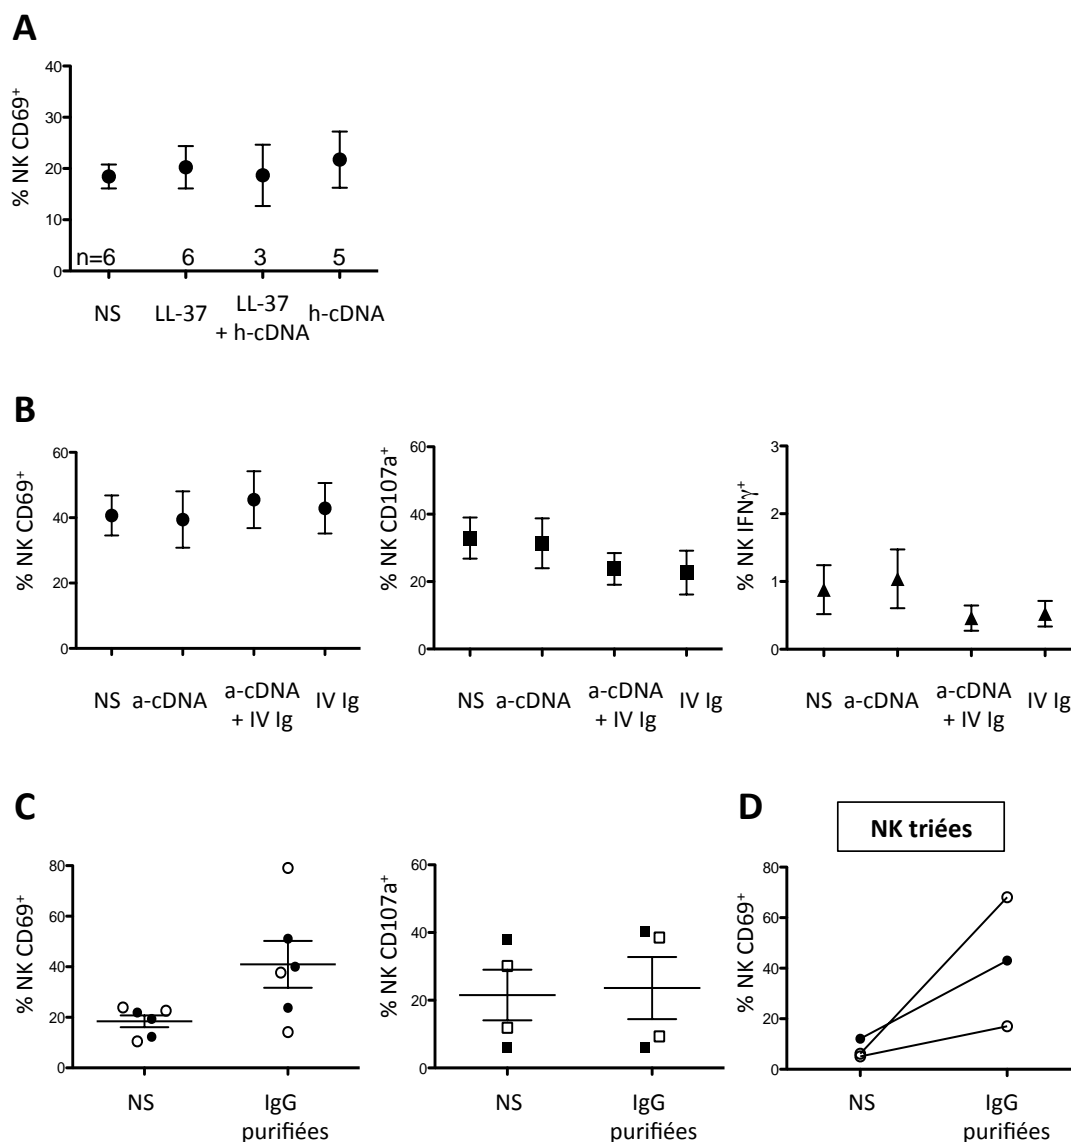 A
% NK CD69+
40
30
20
10
0
n=6 6 3 5
NS LL-37 LL-37 + h-cDNA h-cDNA
B
% NK CD69+
60
40
20
0
NS a-cDNA a-cDNA + IV Ig IV Ig
% NK CD107a+
60
40
20
0
NS a-cDNA a-cDNA + IV Ig IV Ig
% NK IFNγ+
3
2
1
0
NS a-cDNA a-cDNA + IV Ig IV Ig
C
% NK CD69+
80
60
40
20
0
NS IgG purifiées
% NK CD107a+
60
40
20
0
NS IgG purifiées
D
NK triées
% NK CD69+
80
60
40
20
0
NS IgG purifiées